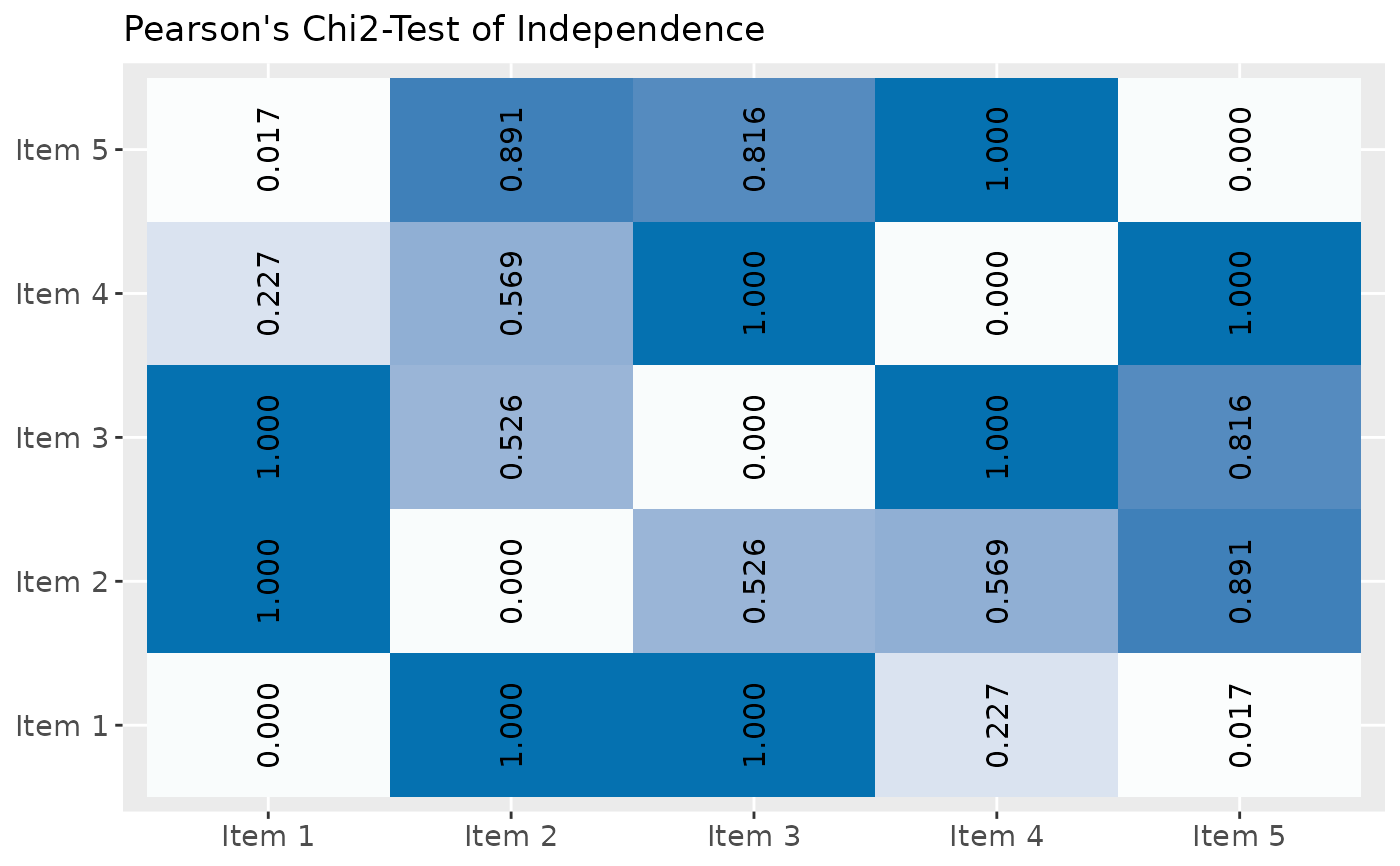 Pearson's Chi2-Test of Independence
Item 5 0.017 0.891 0.816 1.000 0.000
Item 4 0.227 0.569 1.000 0.000 1.000
Item 3 1.000 0.526 0.000 1.000 0.816
Item 2 1.000 0.000 0.526 0.569 0.891
Item 1 0.000 1.000 1.000 0.227 0.017
Item 1 Item 2 Item 3 Item 4 Item 5